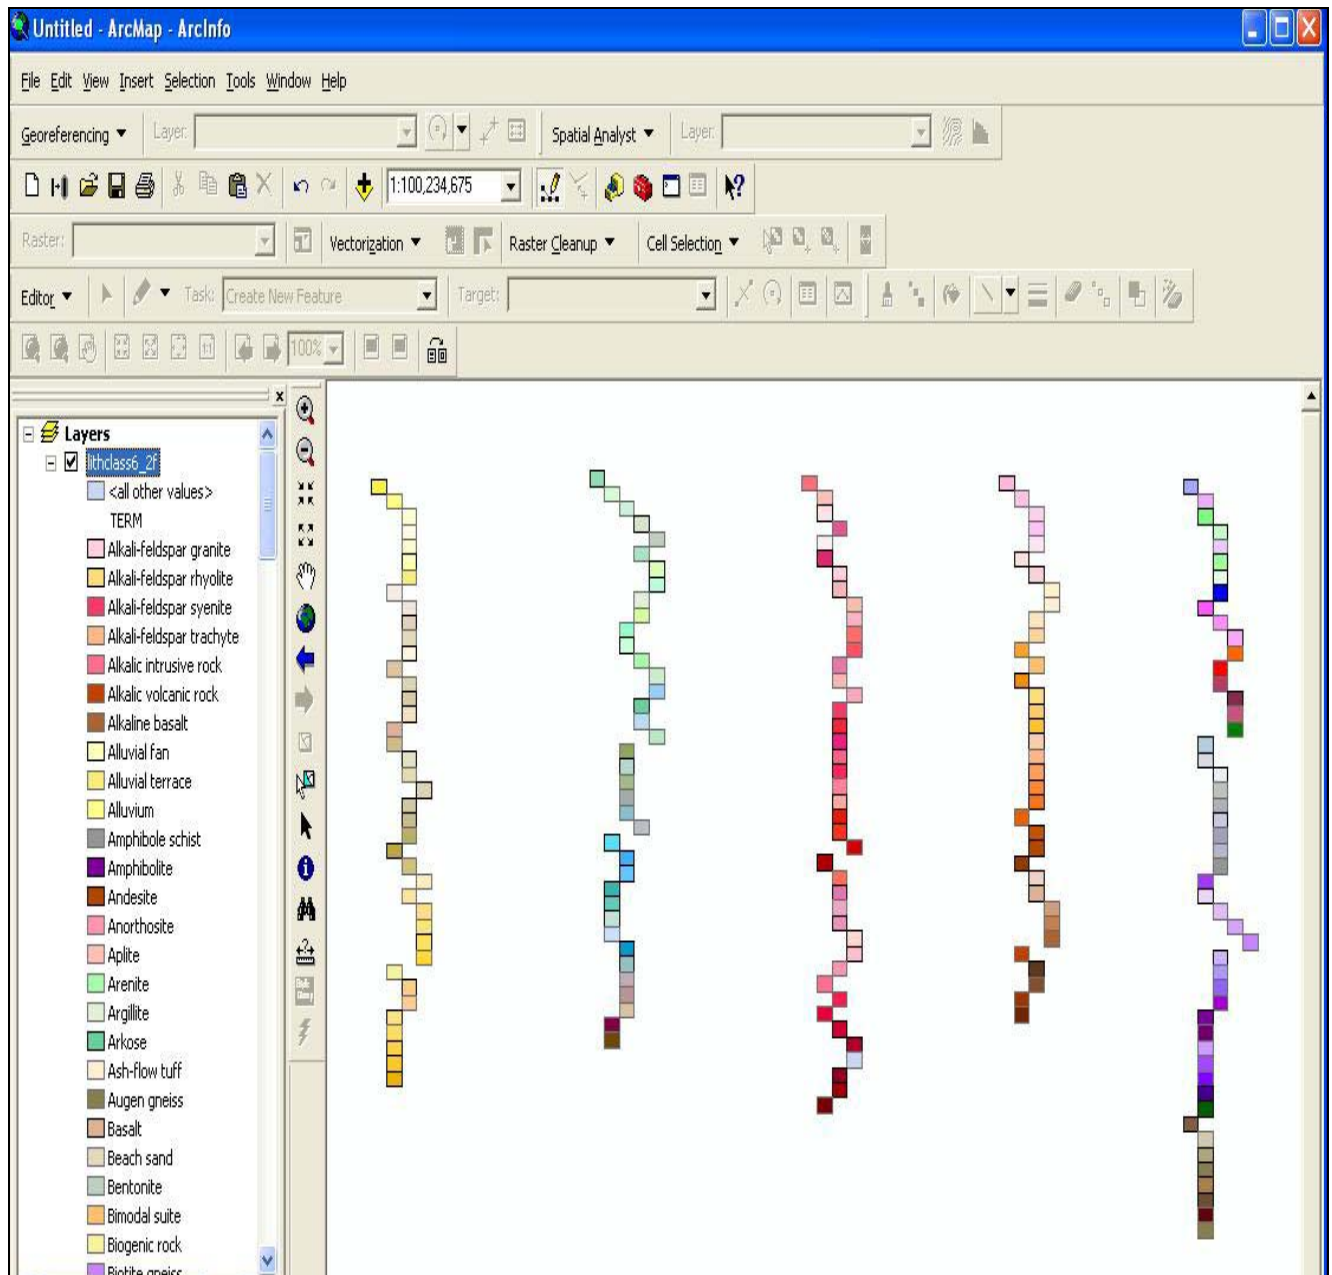 Untitled - ArcMap - ArcInfo
File Edit View Insert Selection Tools Window Help
Georeferencing Layer: Spatial Analyst Layer:
1:100,234,675
Raster: Vectorization Raster Cleanup Cell Selection
Editor Task: Create New Feature Target:
100%
Layers
lithclass6_2f
<all other values>
TERM
Alkali-feldspar granite
Alkali-feldspar rhyolite
Alkali-feldspar syenite
Alkali-feldspar trachyte
Alkalic intrusive rock
Alkalic volcanic rock
Alkaline basalt
Alluvial fan
Alluvial terrace
Alluvium
Amphibole schist
Amphibolite
Andesite
Anorthosite
Aplite
Arenite
Argillite
Arkose
Ash-flow tuff
Augen gneiss
Basalt
Beach sand
Bentonite
Bimodal suite
Biogenic rock
Biotite gneiss